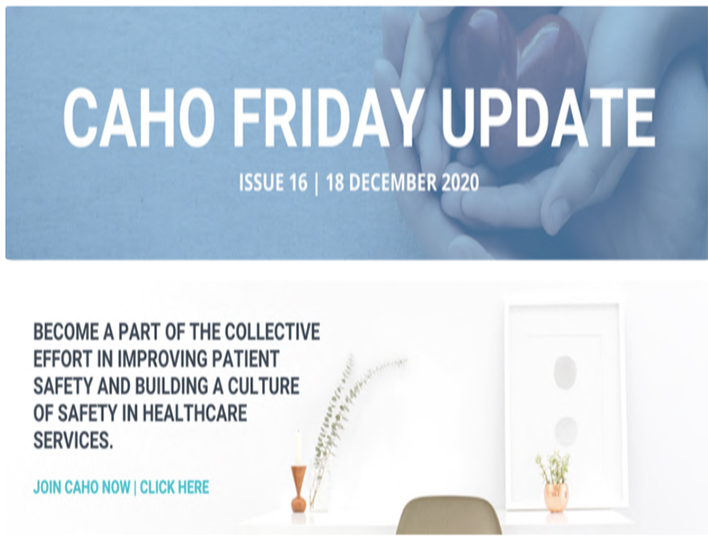 CAHO FRIDAY UPDATE
ISSUE 16 | 18 DECEMBER 2020
BECOME A PART OF THE COLLECTIVE
EFFORT IN IMPROVING PATIENT
SAFETY AND BUILDING A CULTURE
OF SAFETY IN HEALTHCARE
SERVICES.
JOIN CAHO NOW | CLICK HERE